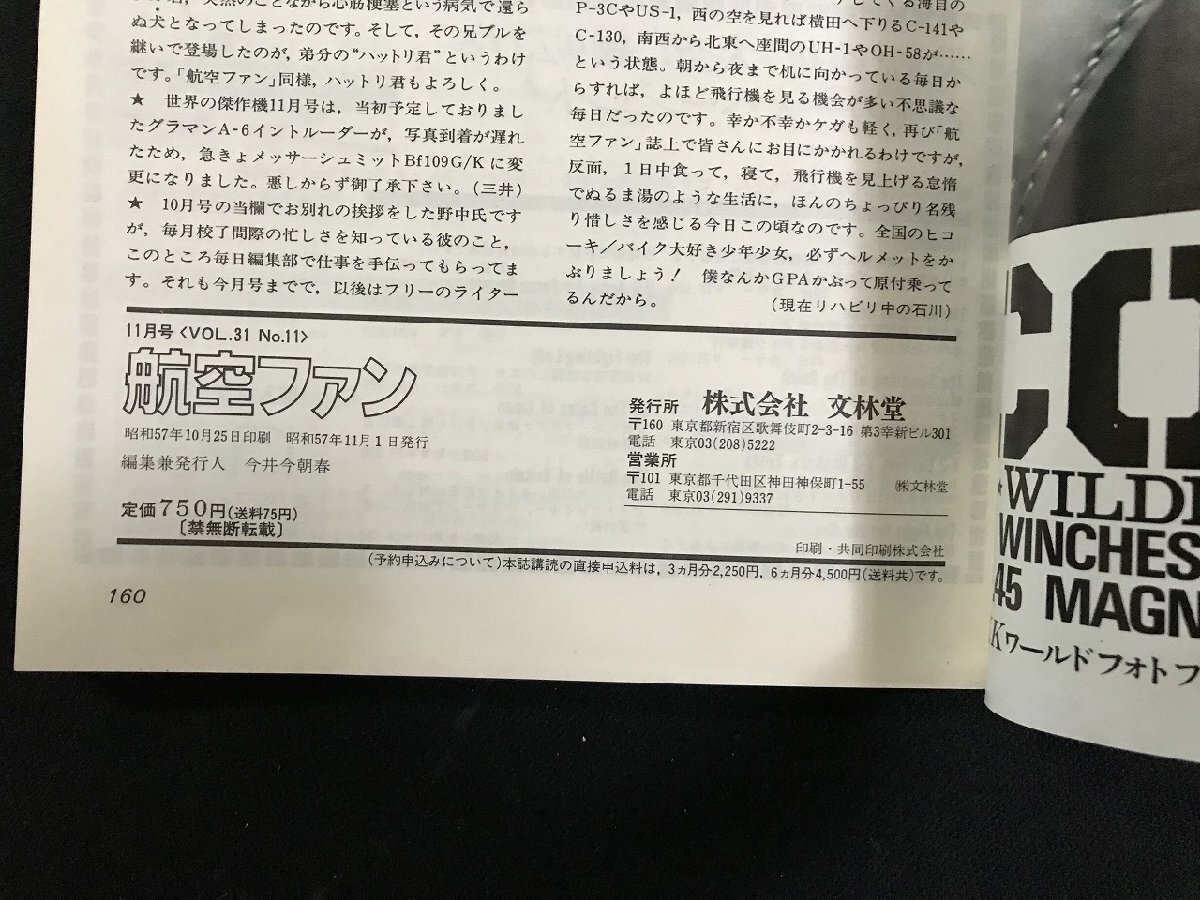 突然のことながら心筋梗塞という病気で還ら
ぬ犬となってしまったのです。そして，その兄ブルを
継いで登場したのが，弟分の“ハットリ君”というわけ
です。「航空ファン」同様，ハットリ君もよろしく。
★ 世界の傑作機11月号は，当初予定しておりまし
たグラマンA-6イントルーダーが，写真到着が遅れ
たため，急きょメッサーシュミットBf109G/Kに変
更になりました。悪しからず御了承下さい。(三井)
★ 10月号の当欄でお別れの挨拶をした野中氏です
が，毎月校了間際の忙しさを知っている彼のこと，
このところ毎日編集部で仕事を手伝ってもらってま
す。それも今月号までで，以後はフリーのライター
してくる海自の
P-3CやUS-1，西の空を見れば横田へ下りるC-141や
C-130，南西から北東へ座間のUH-1やOH-58が……
という状態。朝から夜まで机に向かっている毎日か
らすれば，よほど飛行機を見る機会が多い不思議な
毎日だったのです。幸か不幸かケガも軽く，再び「航
空ファン」誌上で皆さんにお目にかかれるわけですが，
反面，1日中食って，寝て，飛行機を見上げる怠惰
でぬるま湯のような生活に，ほんのちょっぴり名残
り惜しさを感じる今日この頃なのです。全国のヒコ
ーキ/バイク大好き少年少女，必ずヘルメットをか
ぶりましょう！ 僕なんかGPAかぶって原付乗って
るんだから。 (現在リハビリ中の石川)
11月号〈VOL.31 No.11〉
航空ファン
昭和57年10月25日印刷 昭和57年11月1日発行
編集兼発行人 今井今朝春
定価750円(送料75円)
〔禁無断転載〕
発行所 株式会社 文林堂
〒160 東京都新宿区歌舞伎町2-3-16 第3幸新ビル301
電話 東京03(208)5222
営業所
〒101 東京都千代田区神田神保町1-55 ㈱文林堂
電話 東京03(291)9337
印刷・共同印刷株式会社
(予約申込みについて)本誌講読の直接申込料は，3ヵ月分2,250円，6ヵ月分4,500円(送料共)です。
160
★WILD
WINCHES
45 MAGN
Kワールドフォトフ